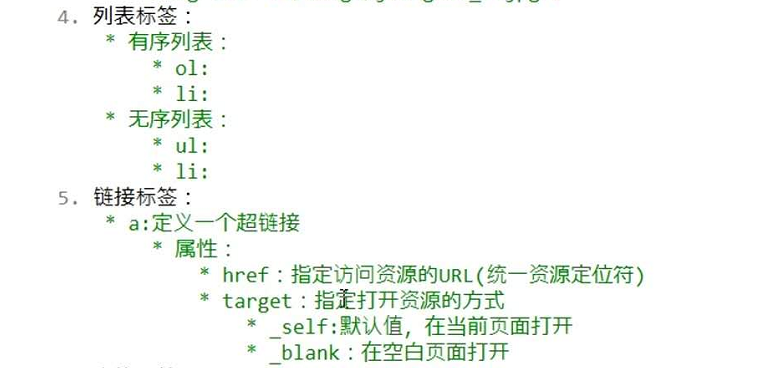 4. 列表标签：
* 有序列表：
* ol:
* li:
* 无序列表：
* ul:
* li:
5. 链接标签：
* a:定义一个超链接
* 属性：
* href：指定访问资源的URL(统一资源定位符)
* target：指定打开资源的方式
* _self:默认值，在当前页面打开
* _blank：在空白页面打开